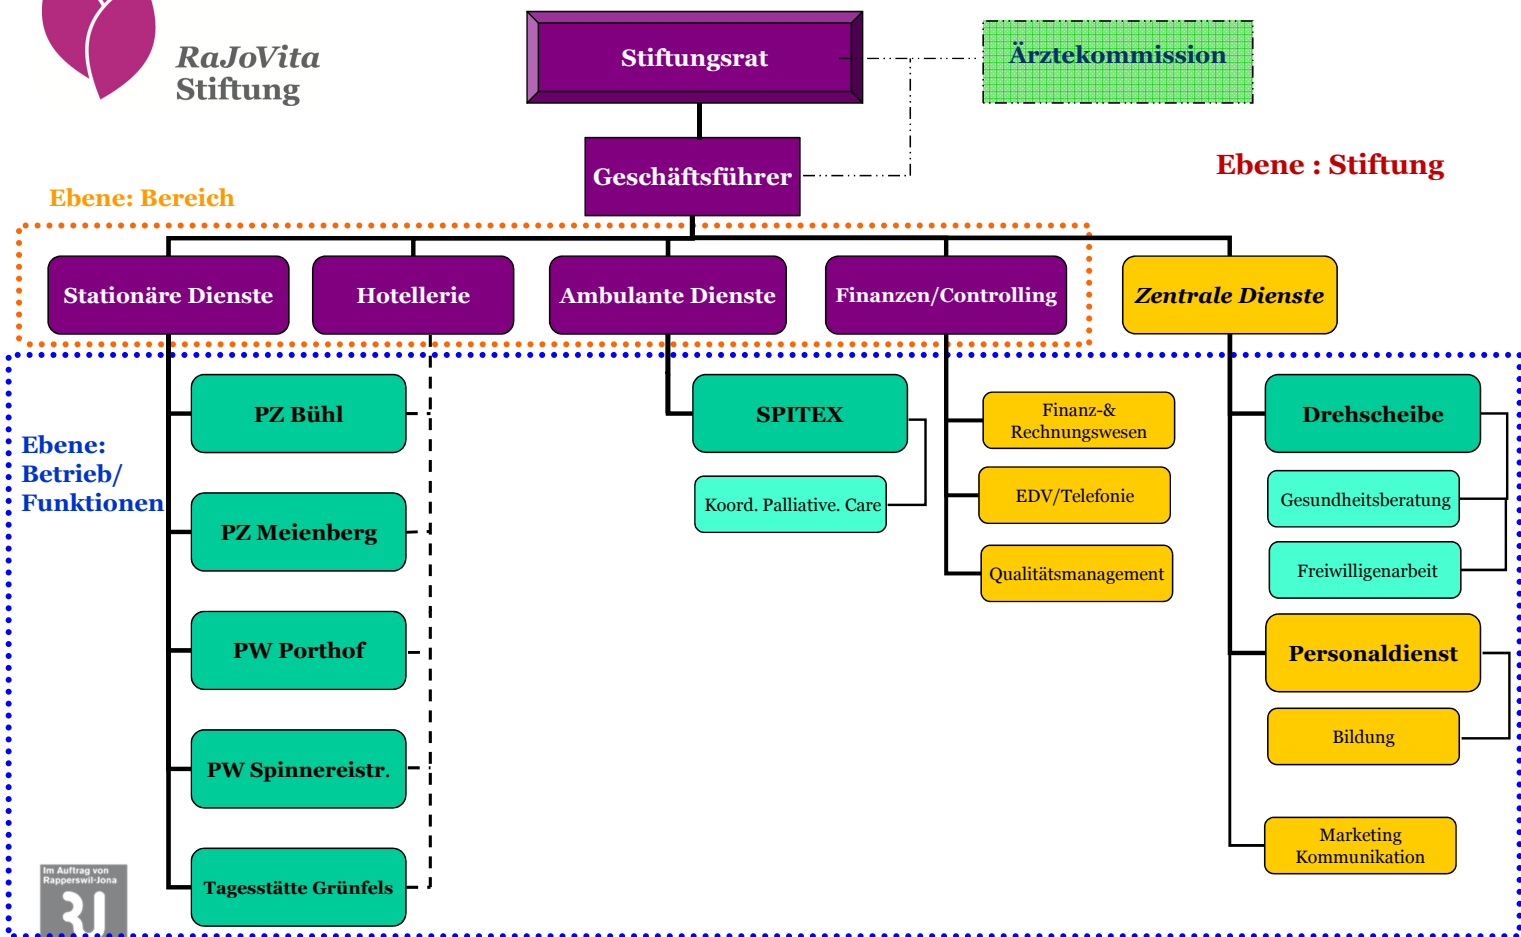 RaJoVita
Stiftung
Stiftungsrat
Ärztekommission
Geschäftsführer
Ebene : Stiftung
Ebene: Bereich
Stationäre Dienste
Hotellerie
Ambulante Dienste
Finanzen/Controlling
Zentrale Dienste
Ebene:
Betrieb/
Funktionen
PZ Bühl
PZ Meienberg
PW Porthof
PW Spinnereistr.
Tagesstätte Grünfels
SPITEX
Koord. Palliative. Care
Finanz-&
Rechnungswesen
EDV/Telefonie
Qualitätsmanagement
Drehscheibe
Gesundheitsberatung
Freiwilligenarbeit
Personaldienst
Bildung
Marketing
Kommunikation
Im Auftrag von
Rapperswil-Jona
RJ